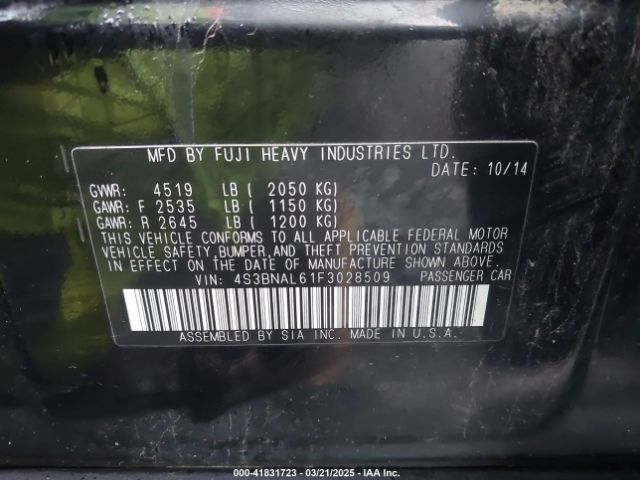 MFD BY FUJI HEAVY INDUSTRIES LTD.
DATE: 10/14
GVWR: 4519 LB ( 2050 KG)
GAWR: F 2535 LB ( 1150 KG)
GAWR: R 2645 LB ( 1200 KG)
THIS VEHICLE CONFORMS TO ALL APPLICABLE FEDERAL MOTOR
VEHICLE SAFETY, BUMPER, AND THEFT PREVENTION STANDARDS
IN EFFECT ON THE DATE OF MANUFACTURE SHOWN ABOVE.
VIN: 4S3BNAL61F3028509 PASSENGER CAR
ASSEMBLED BY SIA INC. MADE IN U.S.A.
000-41831723 - 03/21/2025 - IAA Inc.